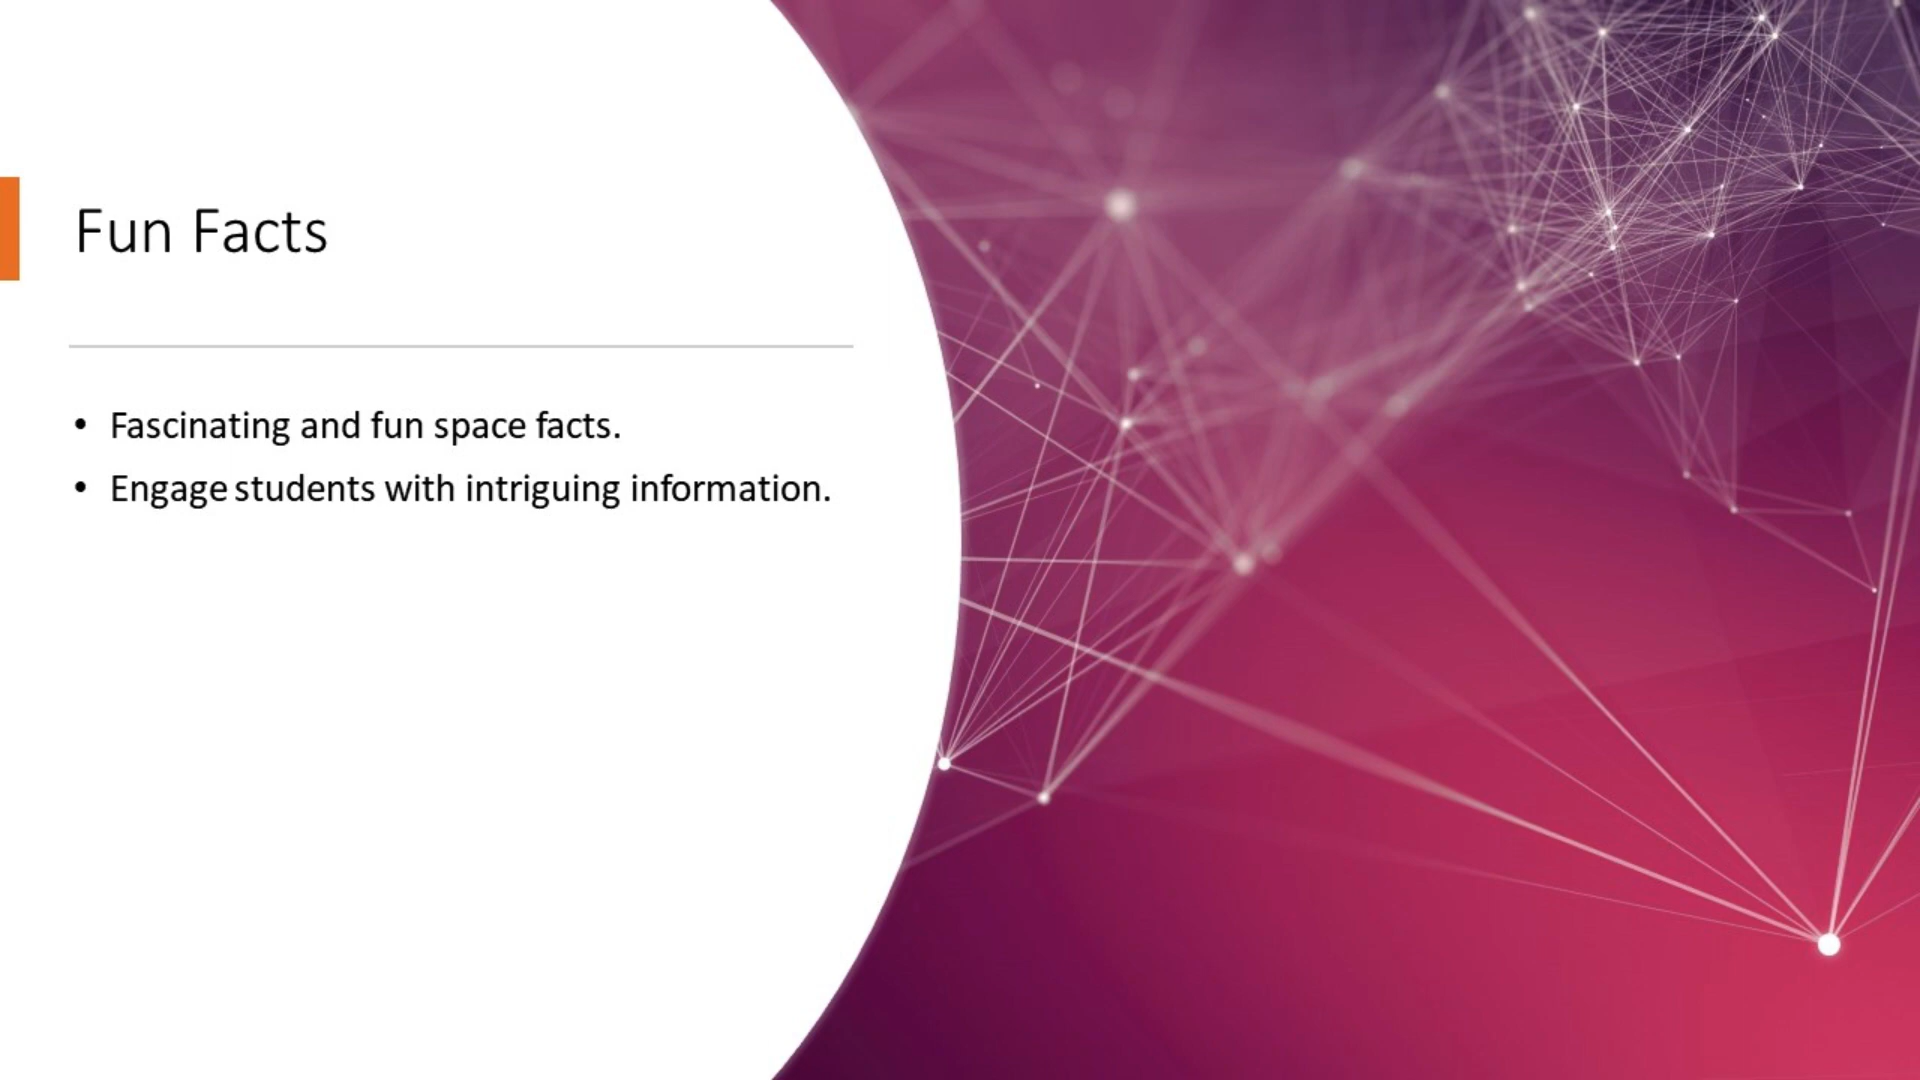 Fun Facts
• Fascinating and fun space facts.
• Engage students with intriguing information.